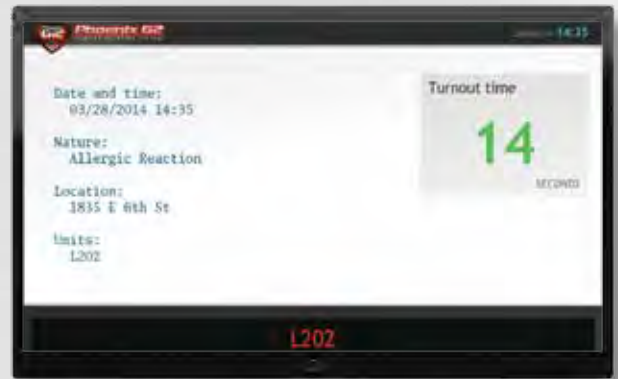 G2 Phoenix G2
14:35
Date and time:
03/28/2014 14:35
Nature:
Allergic Reaction
Location:
1835 E 6th St
Units:
L202
Turnout time
14
SECONDS
L202